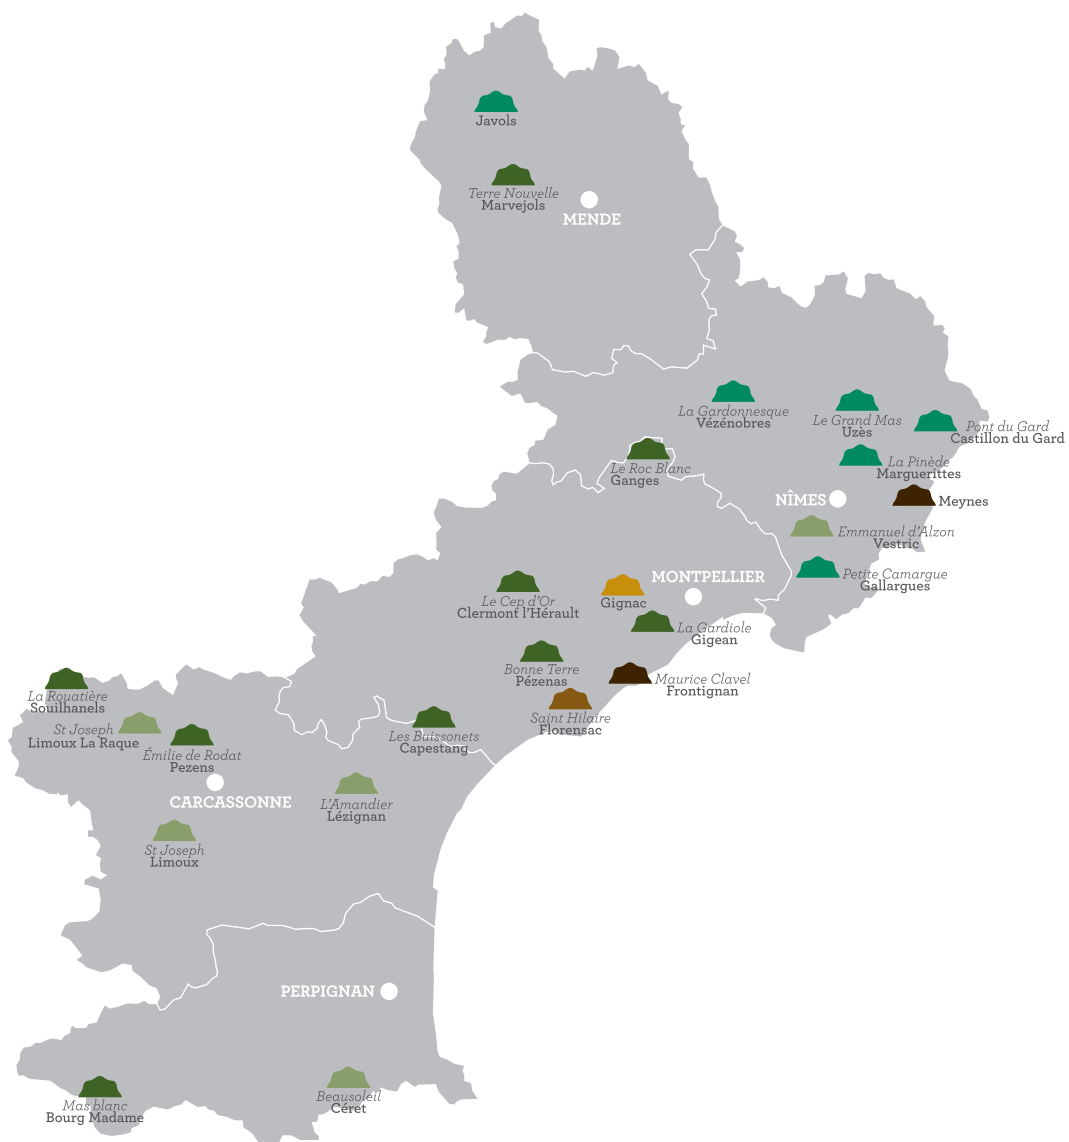 Javols
Terre Nouvelle
Marvejols
MENDE
La Gardonnesque
Vézénobres
Le Grand Mas
Uzès
Pont du Gard
Castillon du Gard
Le Roc Blanc
Ganges
La Pinède
Marguerittes
NÎMES
Meynes
Emmanuel d'Alzon
Vestric
Petite Camargue
Gallargues
MONTPELLIER
Le Cep d'Or
Clermont l'Hérault
Gignac
La Gardiole
Gigean
Bonne Terre
Pézenas
Maurice Clavel
Frontignan
Saint Hilaire
Florensac
La Rouatière
Souilhanels
St Joseph
Limoux La Raque
Émilie de Rodat
Pezens
Les Buissonets
Capestang
CARCASSONNE
L'Amandier
Lézignan
St Joseph
Limoux
PERPIGNAN
Mas blanc
Bourg Madame
Beausoleil
Céret